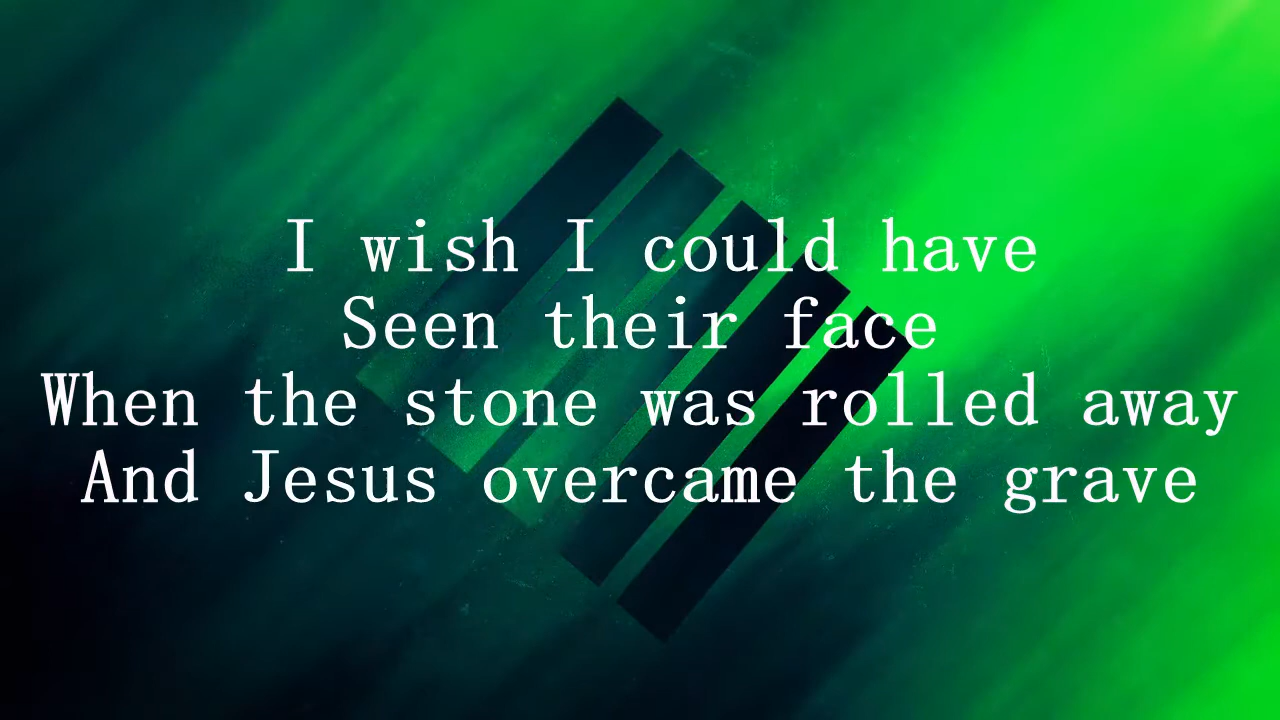 I wish I could have
Seen their face
When the stone was rolled away
And Jesus overcame the grave